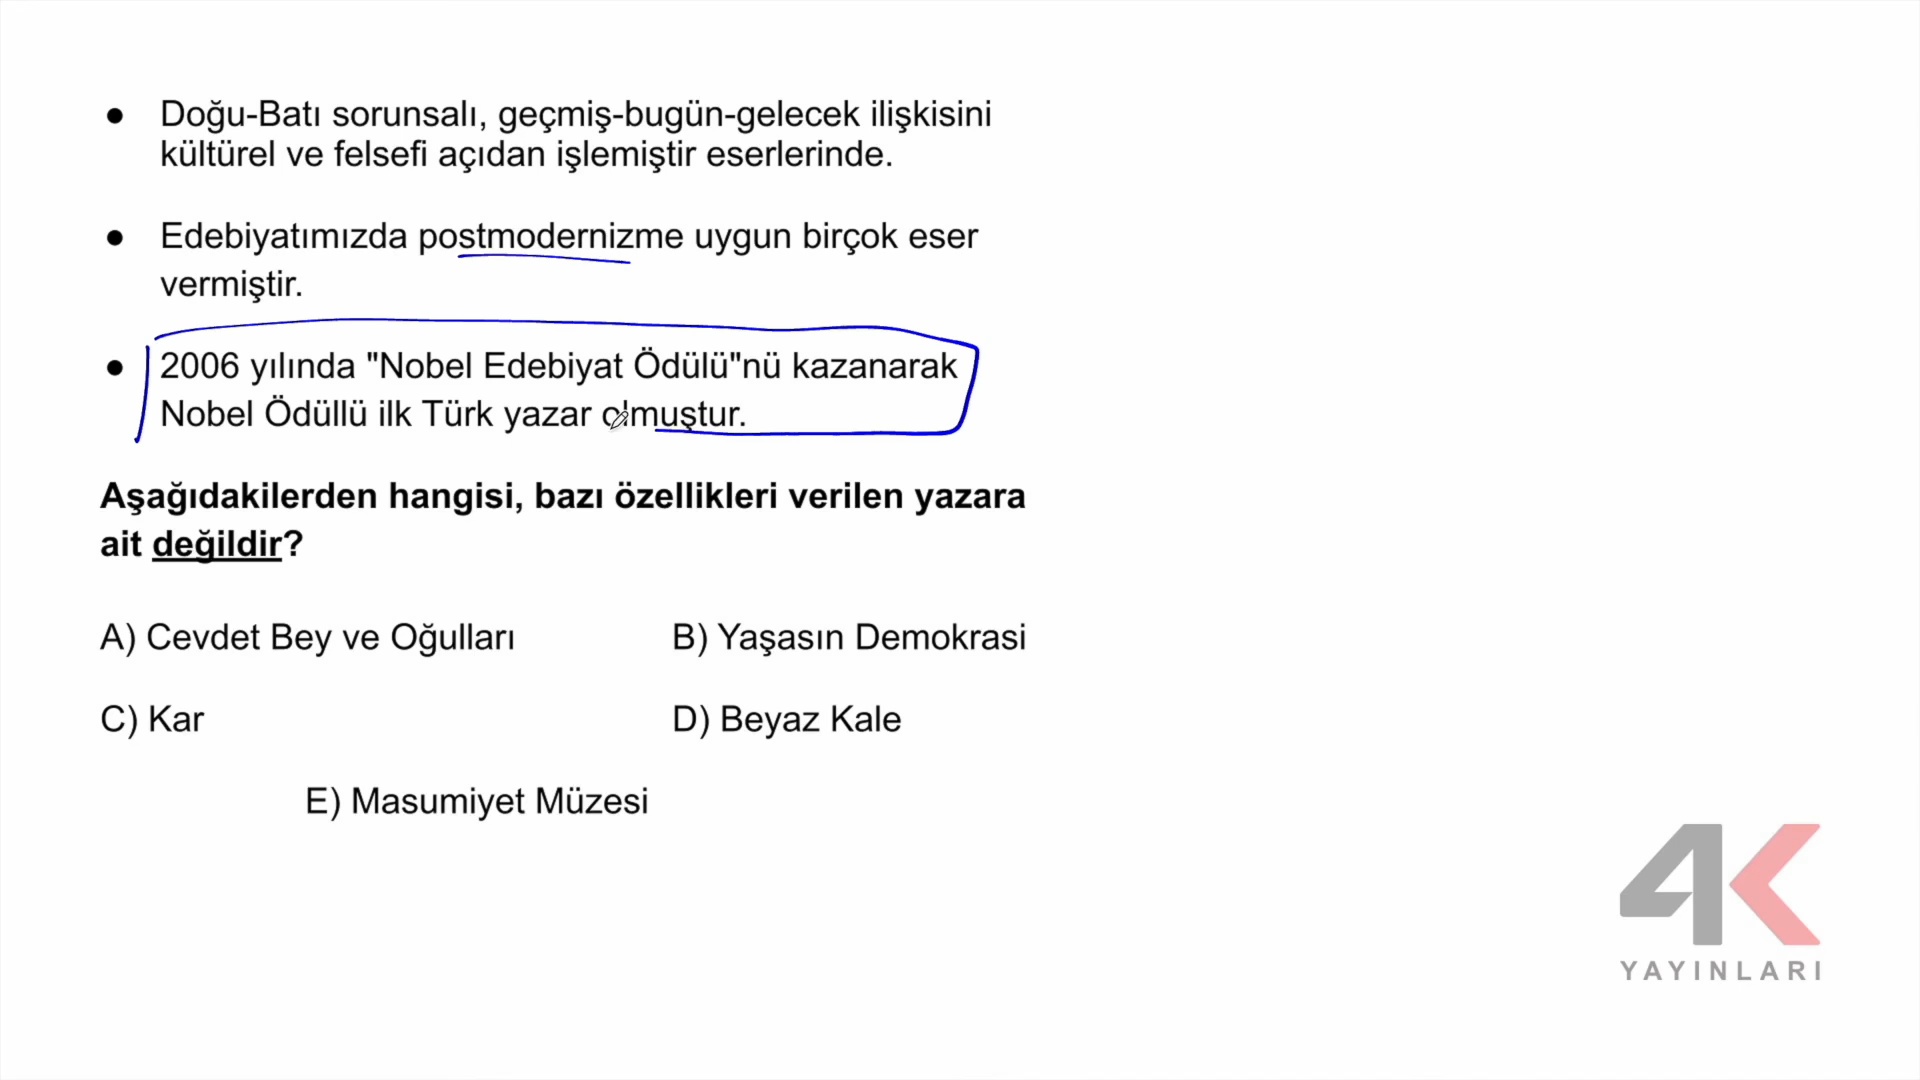 ● Doğu-Batı sorunsalı, geçmiş-bugün-gelecek ilişkisini
kültürel ve felsefi açıdan işlemiştir eserlerinde.
● Edebiyatımızda postmodernizme uygun birçok eser
vermiştir.
● 2006 yılında "Nobel Edebiyat Ödülü"nü kazanarak
Nobel Ödüllü ilk Türk yazar olmuştur.
Aşağıdakilerden hangisi, bazı özellikleri verilen yazara
ait değildir?
A) Cevdet Bey ve Oğulları B) Yaşasın Demokrasi
C) Kar D) Beyaz Kale
E) Masumiyet Müzesi
4K
YAYINLARI